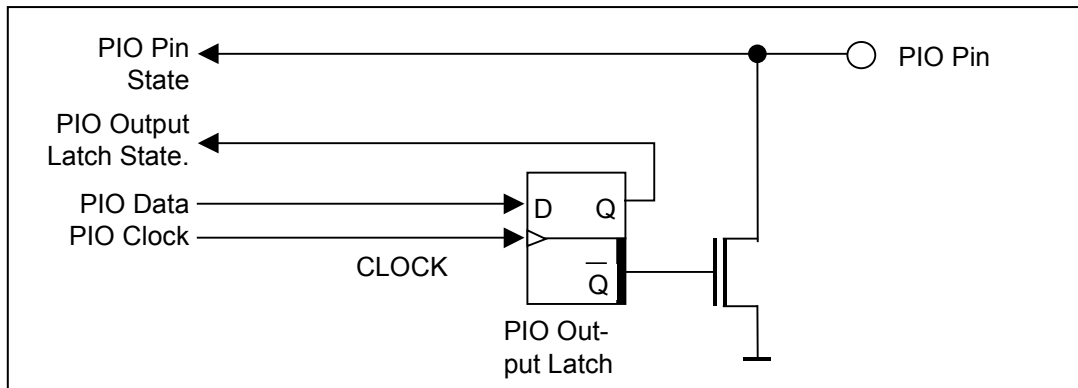 PIO Pin
State
PIO Pin
PIO Output
Latch State.
PIO Data
PIO Clock
D
Q
CLOCK
Q
PIO Out-
put Latch